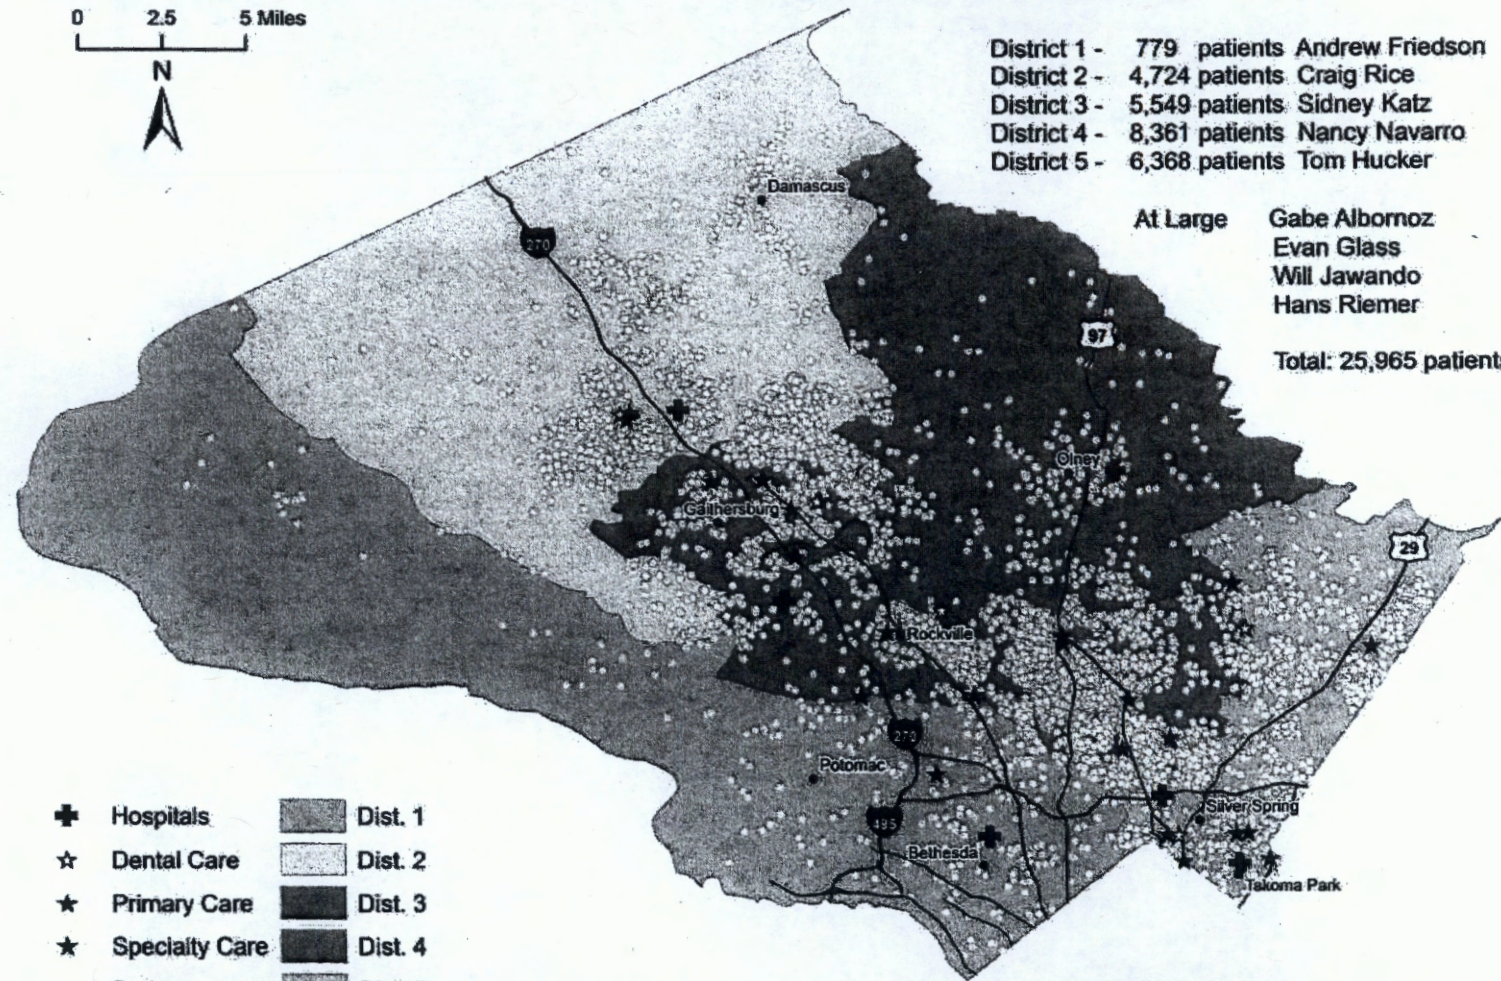 0 2.5 5 Miles
N
District 1 - 779 patients Andrew Friedson
District 2 - 4,724 patients Craig Rice
District 3 - 5,549 patients Sidney Katz
District 4 - 8,361 patients Nancy Navarro
District 5 - 6,368 patients Tom Hucker
At Large Gabe Albornoz
Evan Glass
Will Jawando
Hans Riemer
Total: 25,965 patients
Damascus
270
97
Olney
Gaithersburg
29
Rockville
270
Potomac
495
Silver Spring
Bethesda
Takoma Park
Hospitals Dist. 1
Dental Care Dist. 2
Primary Care Dist. 3
Specialty Care Dist. 4